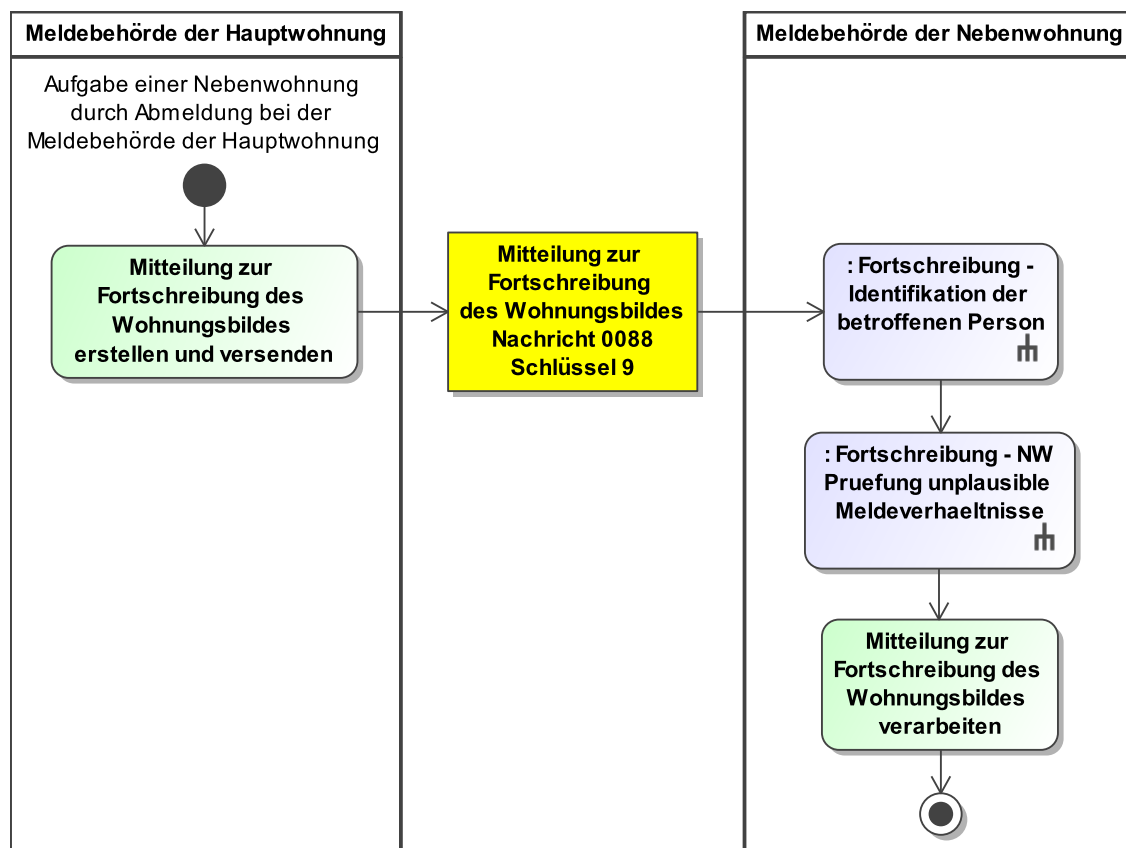 Meldebehörde der Hauptwohnung
Aufgabe einer Nebenwohnung
durch Abmeldung bei der
Meldebehörde der Hauptwohnung
Mitteilung zur
Fortschreibung des
Wohnungsbildes
erstellen und versenden
Mitteilung zur
Fortschreibung
des Wohnungsbildes
Nachricht 0088
Schlüssel 9
Meldebehörde der Nebenwohnung
: Fortschreibung -
Identifikation der
betroffenen Person
: Fortschreibung - NW
Pruefung unplausible
Meldeverhaeltnisse
Mitteilung zur
Fortschreibung des
Wohnungsbildes
verarbeiten